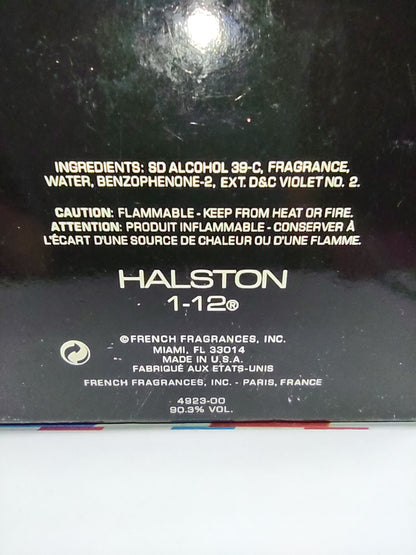 INGREDIENTS: SD ALCOHOL 39-C, FRAGRANCE,
WATER, BENZOPHENONE-2, EXT. D&C VIOLET NO. 2.
CAUTION: FLAMMABLE - KEEP FROM HEAT OR FIRE.
ATTENTION: PRODUIT INFLAMMABLE - CONSERVER À
L'ÉCART D'UNE SOURCE DE CHALEUR OU D'UNE FLAMME.
HALSTON
1-12®
©FRENCH FRAGRANCES, INC.
MIAMI, FL 33014
MADE IN U.S.A.
FABRIQUÉ AUX ETATS-UNIS
FRENCH FRAGRANCES, INC. - PARIS, FRANCE
4923-00
90.3% VOL.